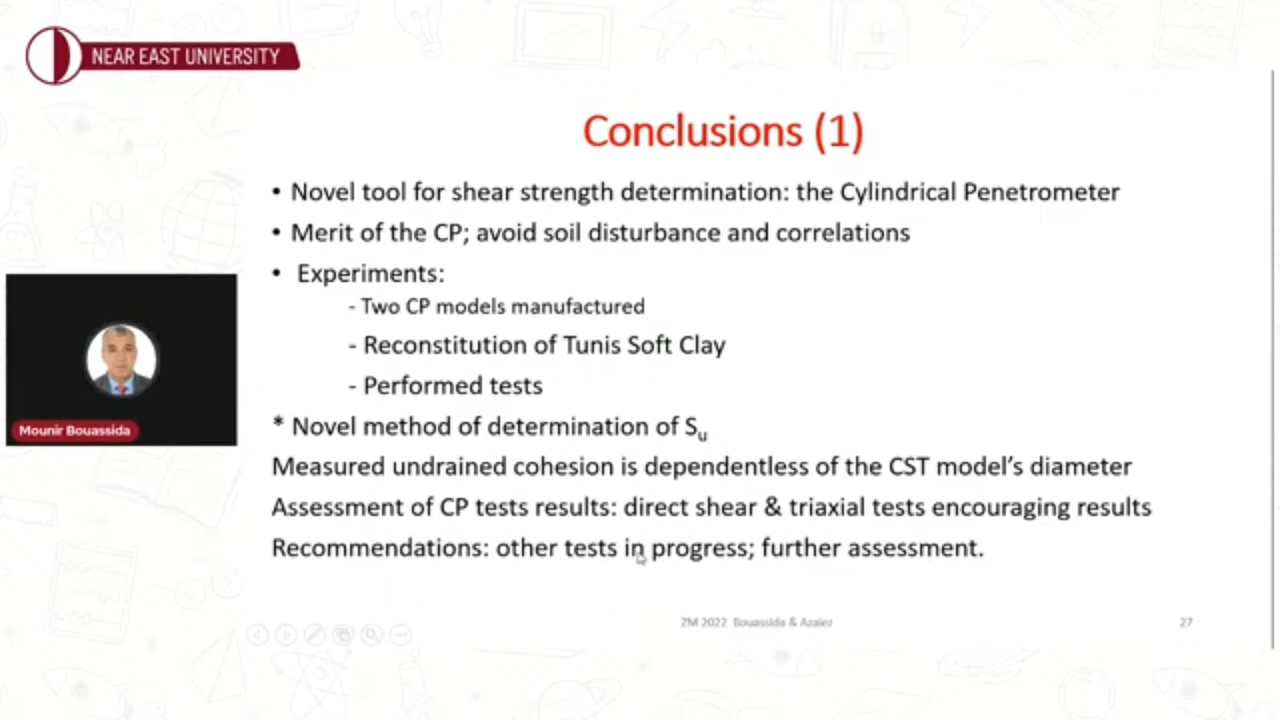 NEAR EAST UNIVERSITY
Conclusions (1)
• Novel tool for shear strength determination: the Cylindrical Penetrometer
• Merit of the CP; avoid soil disturbance and correlations
• Experiments:
- Two CP models manufactured
- Reconstitution of Tunis Soft Clay
- Performed tests
* Novel method of determination of Su
Measured undrained cohesion is dependentless of the CST model's diameter
Assessment of CP tests results: direct shear & triaxial tests encouraging results
Recommendations: other tests in progress; further assessment.
Mounir Bouassida
ZM 2022 Bouassida & Azaiez
27